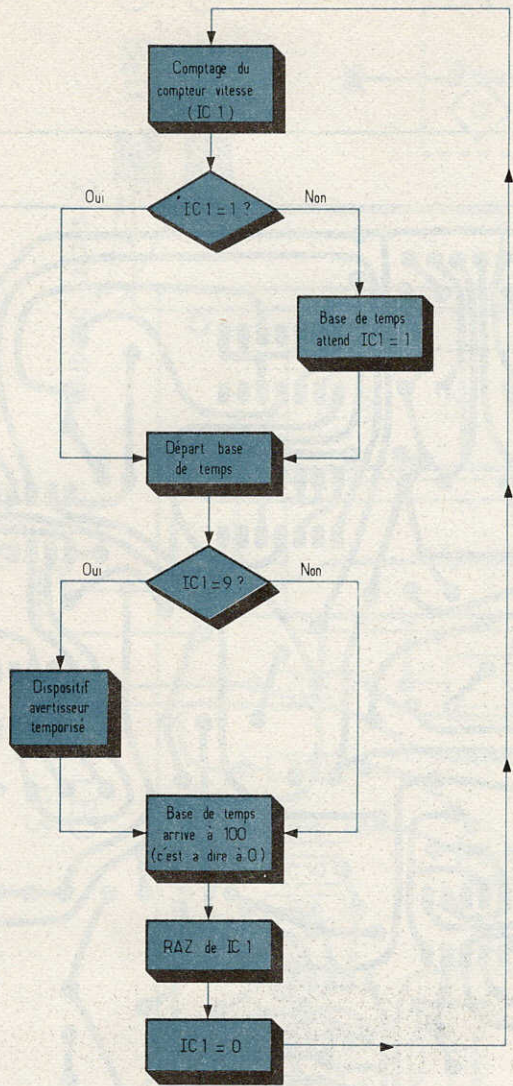 Comptage du
compteur vitesse
(IC 1)
IC1 = 1 ?
Oui
Non
Base de temps
attend IC1 = 1
Départ base
de temps
IC1 = 9 ?
Oui
Non
Dispositif
avertisseur
temporisé
Base de temps
arrive à 100
(c'est a dire à 0)
RAZ de IC 1
IC 1 = 0